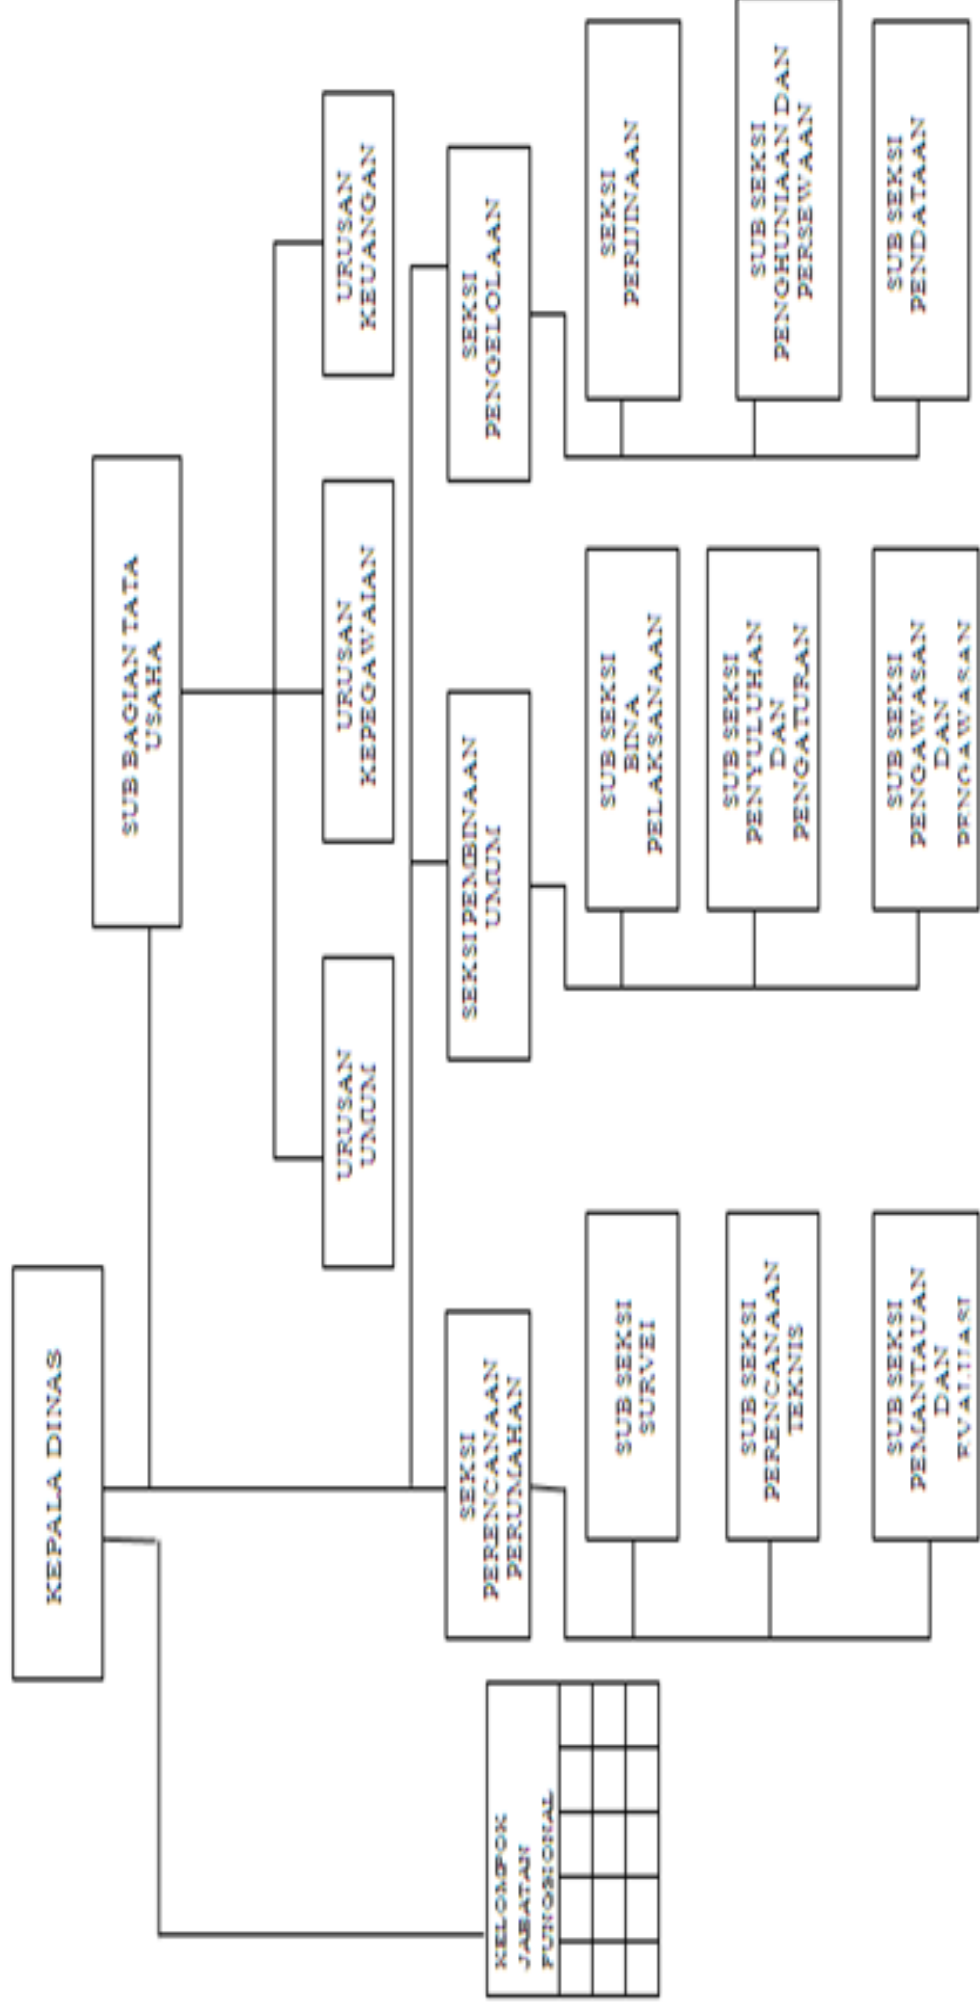 KEPALA DINAS
SUB BAGIAN TATA
USAHA
URUSAN
UMUM
URUSAN
KEPEGAWAIAN
URUSAN
KEUANGAN
KELOMPOK
JABATAN
FUNGSIONAL
SEKSI
PERENCANAAN
PERUMAHAN
SEKSI PEMBINAAN
UMUM
SEKSI
PENGELOLAAN
SUB SEKSI
SURVEI
SUB SEKSI
PERENCANAAN
TEKNIS
SUB SEKSI
PEMANTAUAN
DAN
EVALUASI
SUB SEKSI
BINA
PELAKSANAAN
SUB SEKSI
PENYULUHAN
DAN
PENGATURAN
SUB SEKSI
PENGAWASAN
DAN
PENGAWASAN
SEKSI
PERIJINAAN
SUB SEKSI
PENGHUNIAAN DAN
PERSEWAAN
SUB SEKSI
PENDATAAN